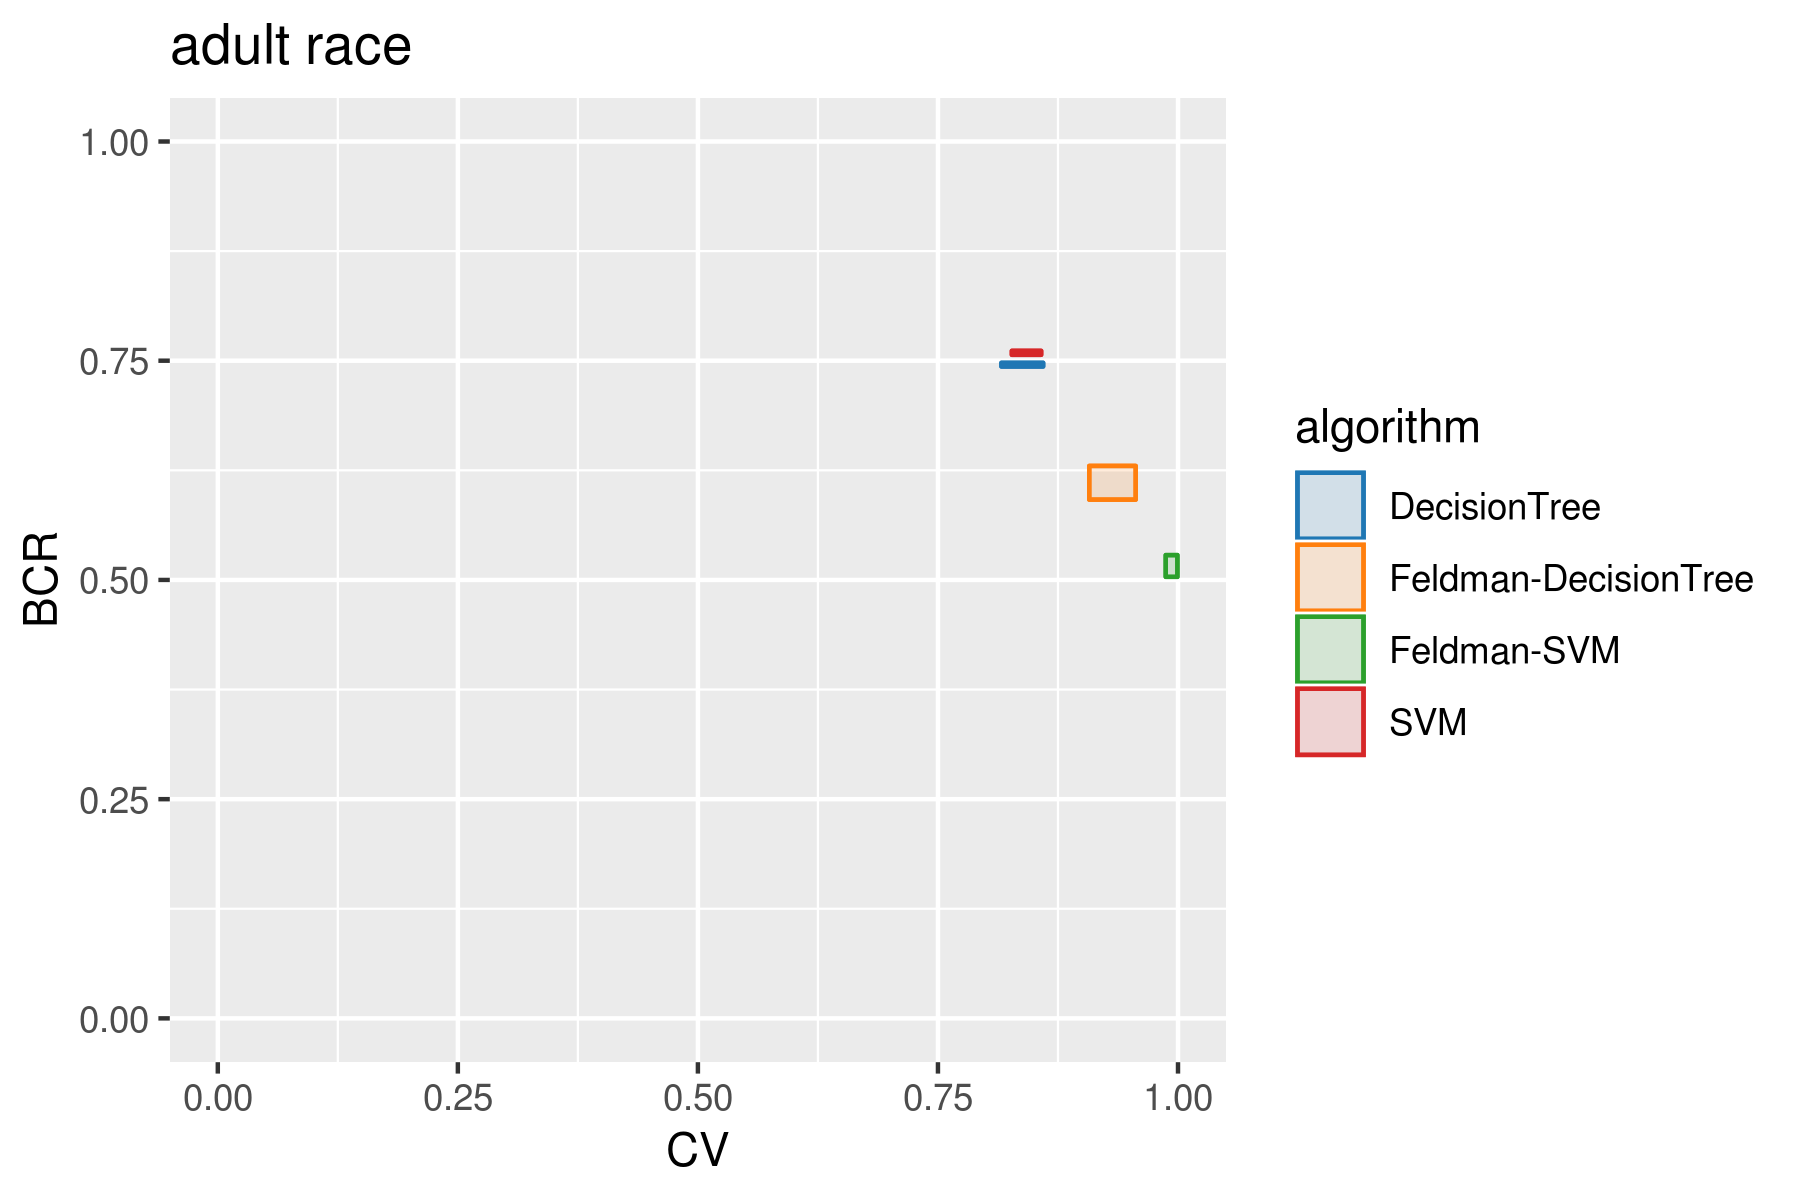 adult race
1.00
0.75
0.50
0.25
0.00
BCR
0.00 0.25 0.50 0.75 1.00
CV
algorithm
DecisionTree
Feldman-DecisionTree
Feldman-SVM
SVM